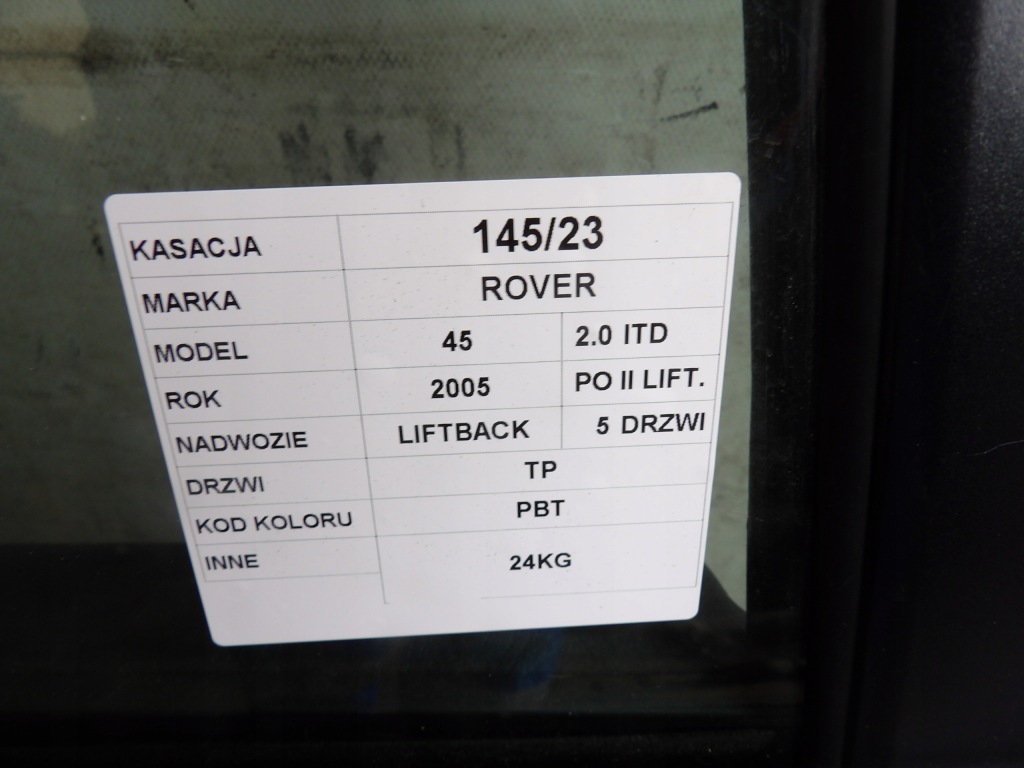 KASACJA 145/23
MARKA ROVER
MODEL 45 2.0 ITD
ROK 2005 PO II LIFT.
NADWOZIE LIFTBACK 5 DRZWI
DRZWI TP
KOD KOLORU PBT
INNE 24KG